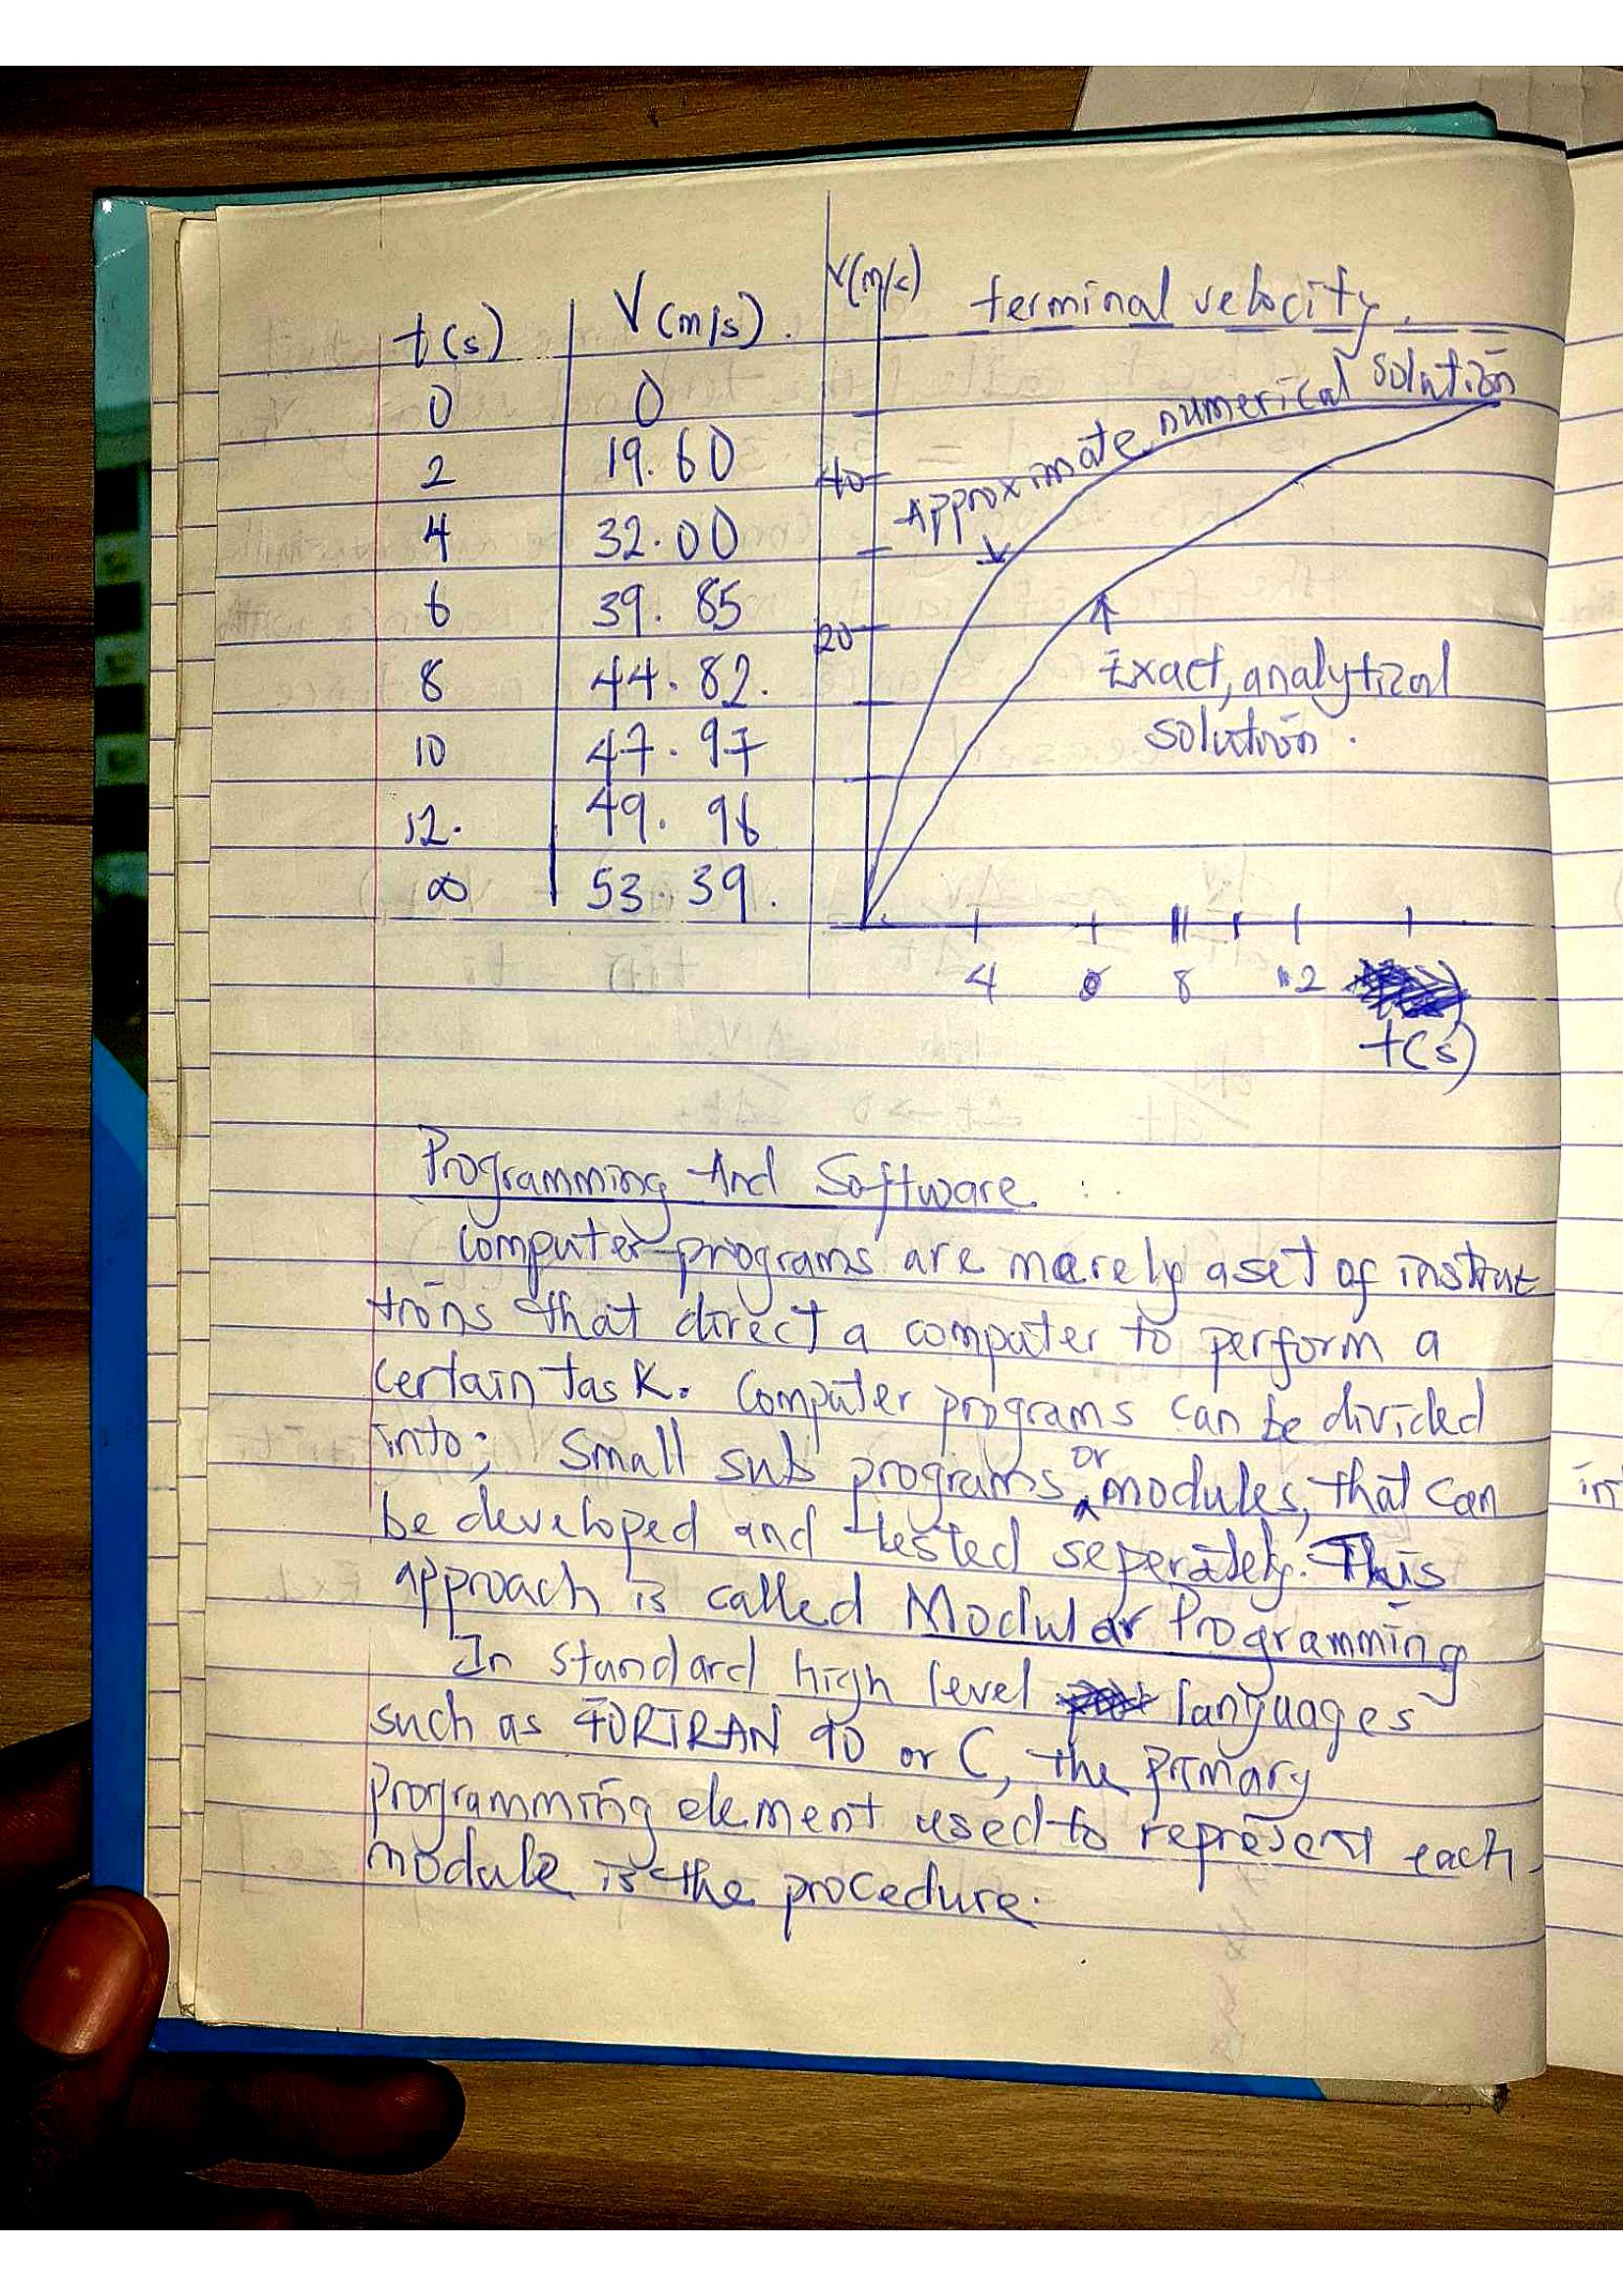 t(s) V(m/s).
0 0
2 19.60
4 32.00
6 39.85
8 44.82.
10 47.97
12. 49.96
∞ 53.39.
V(m/s)
terminal velocity.
Approximate, numerical solution
40
20
Exact, analytical
solution.
4 6 8 12
t(s)
Programming And Software.
Computer programs are merely a set of instruc
tions that direct a computer to perform a
certain task. Computer programs can be divided
into; Small sub programs or modules, that can
be developed and tested seperately. This
approach is called Modular Programming
In standard high level languages
such as FORTRAN 90 or C, the primary
programming element used to represent each
module is the procedure.
in